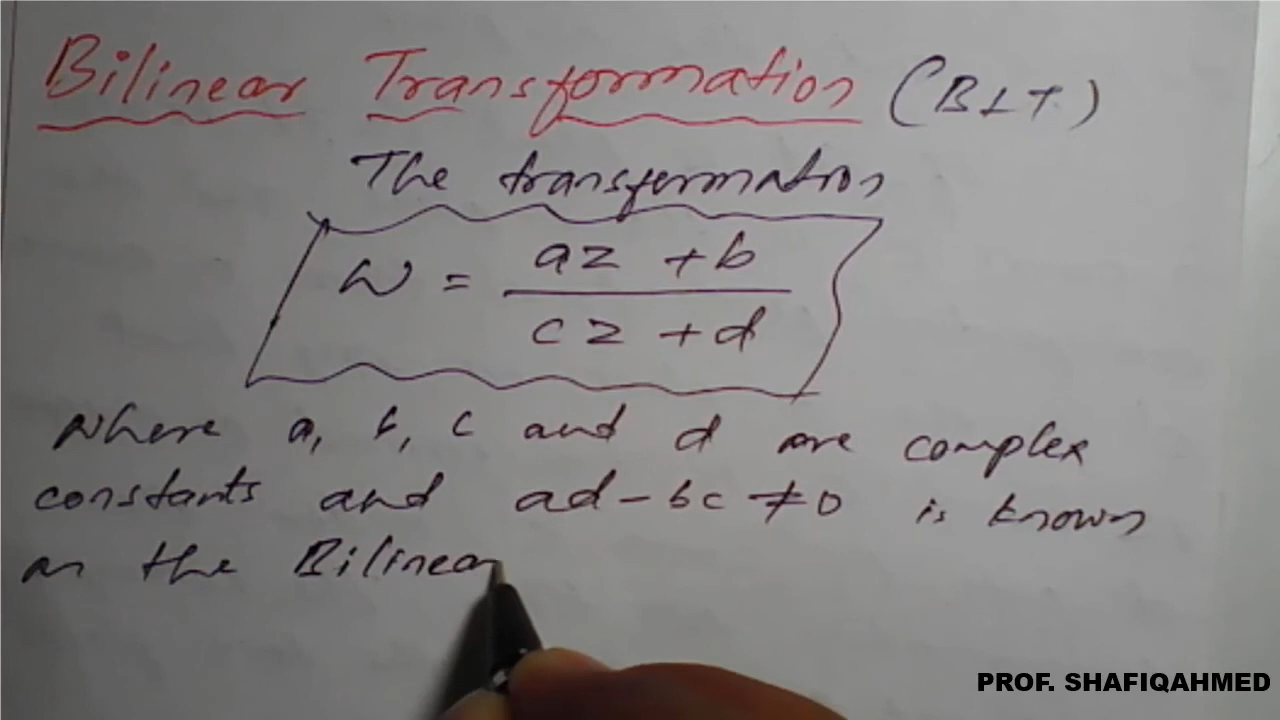 Bilinear Transformation (BLT)
The transformation
w = az + b
cz + d
Where a, b, c and d are complex
constants and ad - bc ≠ 0 is known
as the Bilinear
PROF. SHAFIQAHMED